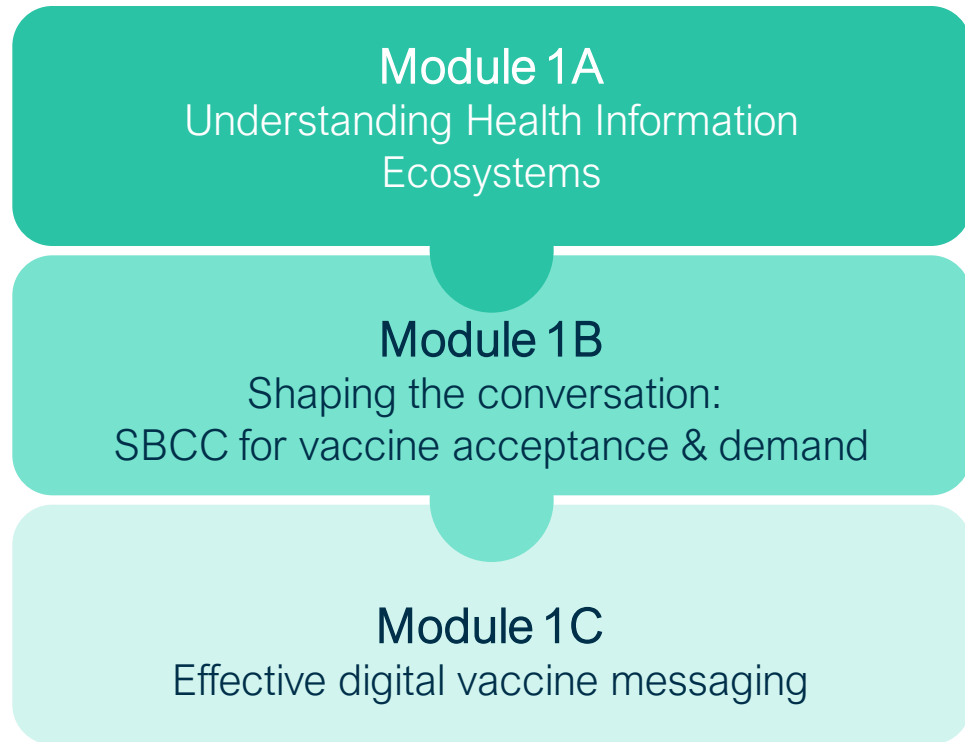 Module 1A
Understanding Health Information
Ecosystems
Module 1B
Shaping the conversation:
SBCC for vaccine acceptance & demand
Module 1C
Effective digital vaccine messaging